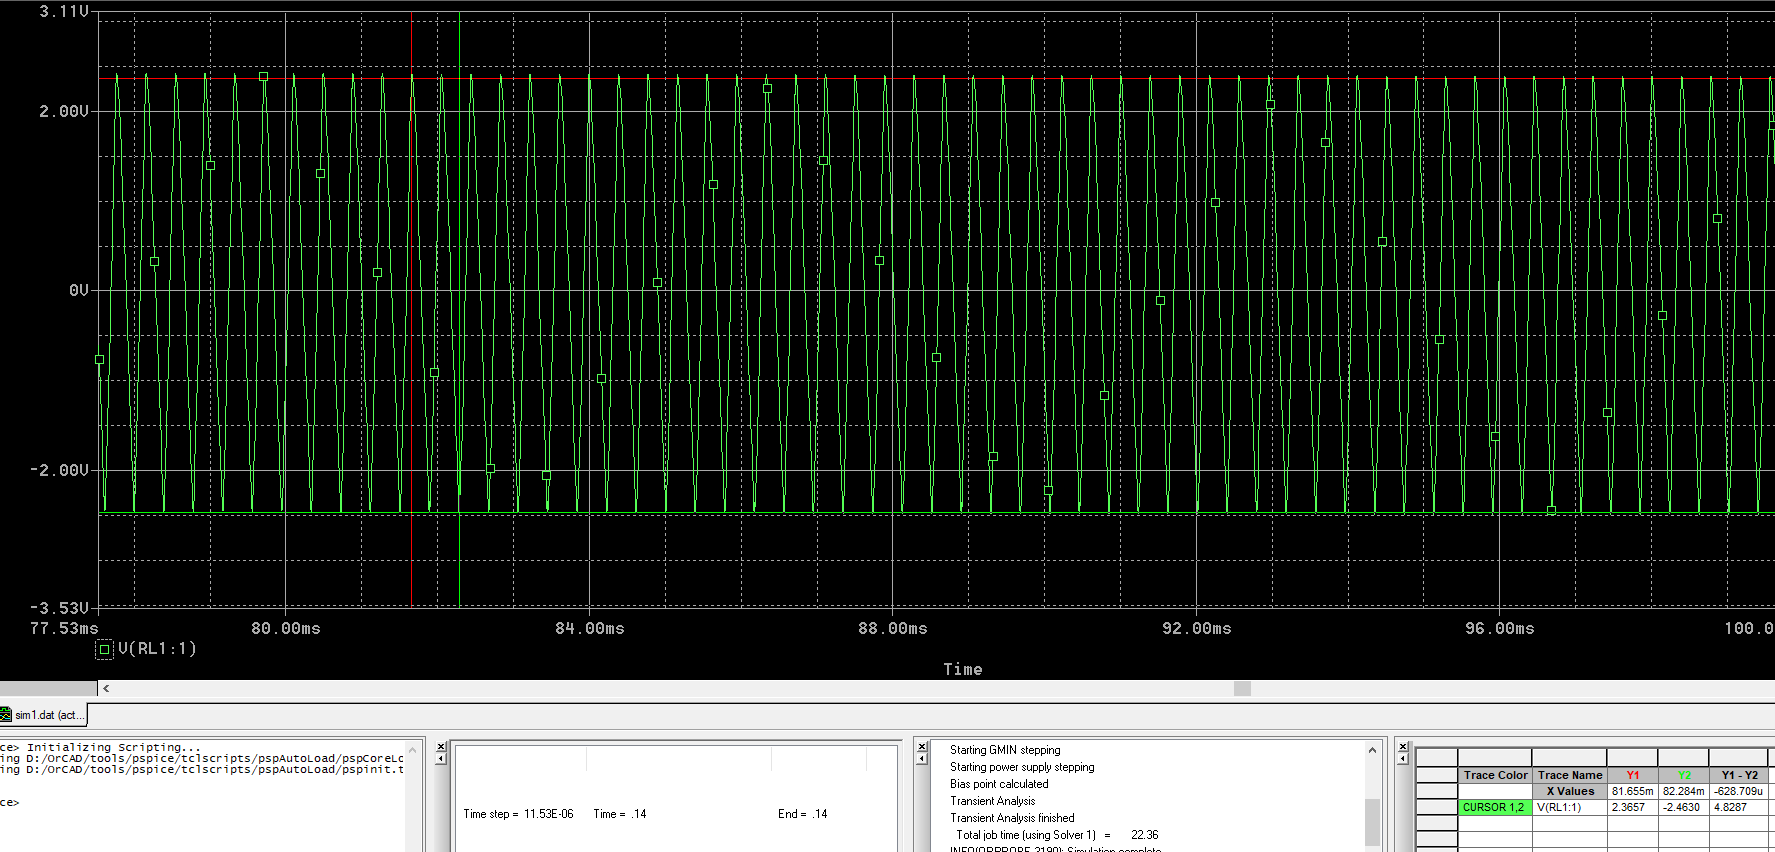 3.11V
2.00V
0V
-2.00V
-3.53V
77.53ms 80.00ms 84.00ms 88.00ms 92.00ms 96.00ms 100.0
V(RL1:1)
Time
sim1.dat (act...
ce> Initializing Scripting...
ing D:/OrCAD/tools/pspice/tclscripts/pspAutoLoad/pspCoreLo
ing D:/OrCAD/tools/pspice/tclscripts/pspAutoLoad/pspinit.t
ce>
Time step = 11.53E-06 Time = .14 End = .14
Starting GMIN stepping
Starting power supply stepping
Bias point calculated
Transient Analysis
Transient Analysis finished
Total job time (using Solver 1) = 22.36
INFO(ORPROBE-3190): Simulation complete
Trace Color Trace Name Y1 Y2 Y1 - Y2
X Values 81.655m 82.284m -628.709u
CURSOR 1,2 V(RL1:1) 2.3657 -2.4630 4.8287